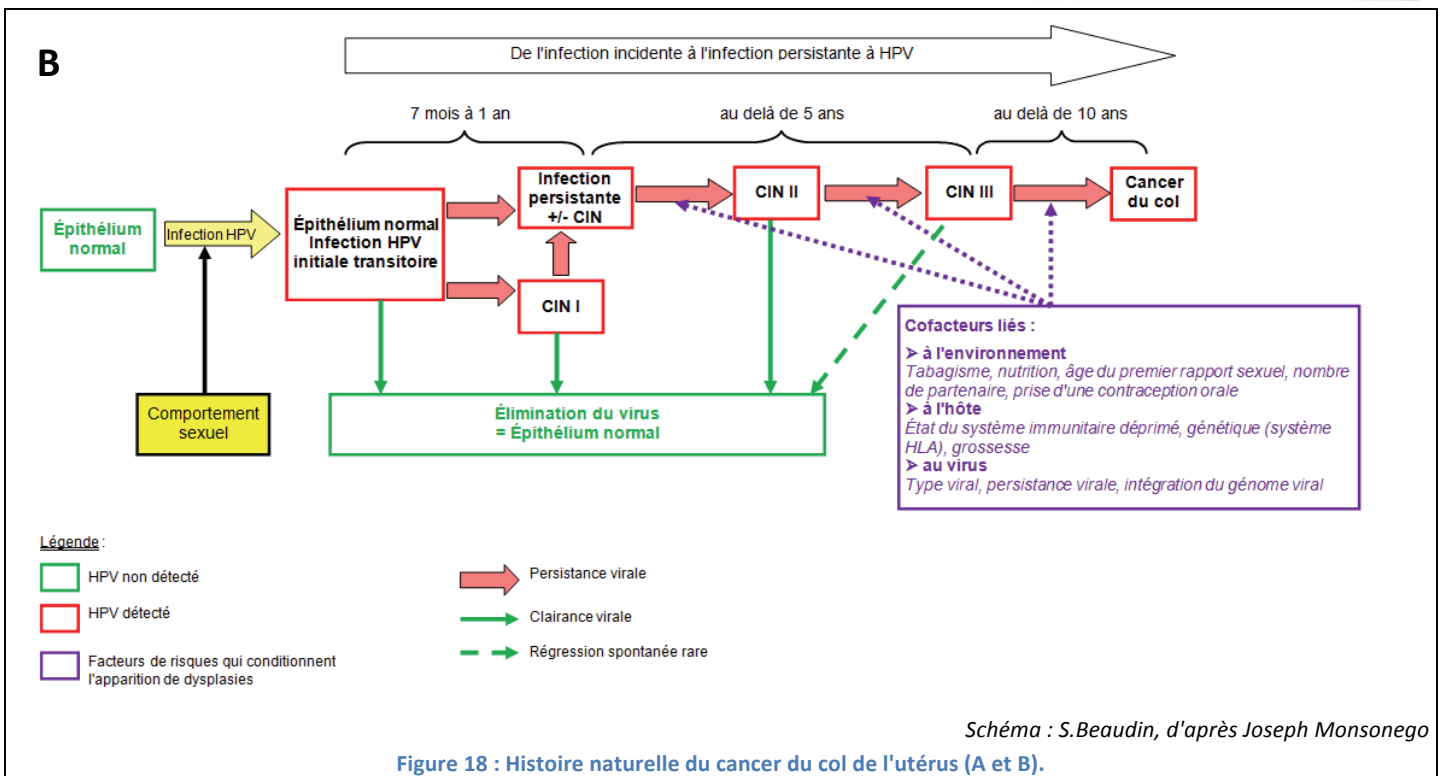 B
De l'infection incidente à l'infection persistante à HPV
7 mois à 1 an
au delà de 5 ans
au delà de 10 ans
Épithélium
normal
Infection HPV
Épithélium normal
Infection HPV
initiale transitoire
Infection
persistante
+/- CIN
CIN I
CIN II
CIN III
Cancer
du col
Comportement
sexuel
Élimination du virus
= Épithélium normal
Cofacteurs liés :
➢ à l'environnement
Tabagisme, nutrition, âge du premier rapport sexuel, nombre
de partenaire, prise d'une contraception orale
➢ à l'hôte
État du système immunitaire déprimé, génétique (système
HLA), grossesse
➢ au virus
Type viral, persistance virale, intégration du génome viral
Légende :
HPV non détecté
HPV détecté
Facteurs de risques qui conditionnent
l'apparition de dysplasies
Persistance virale
Clairance virale
Régression spontanée rare
Schéma : S.Beaudin, d'après Joseph Monsonego
Figure 18 : Histoire naturelle du cancer du col de l'utérus (A et B).